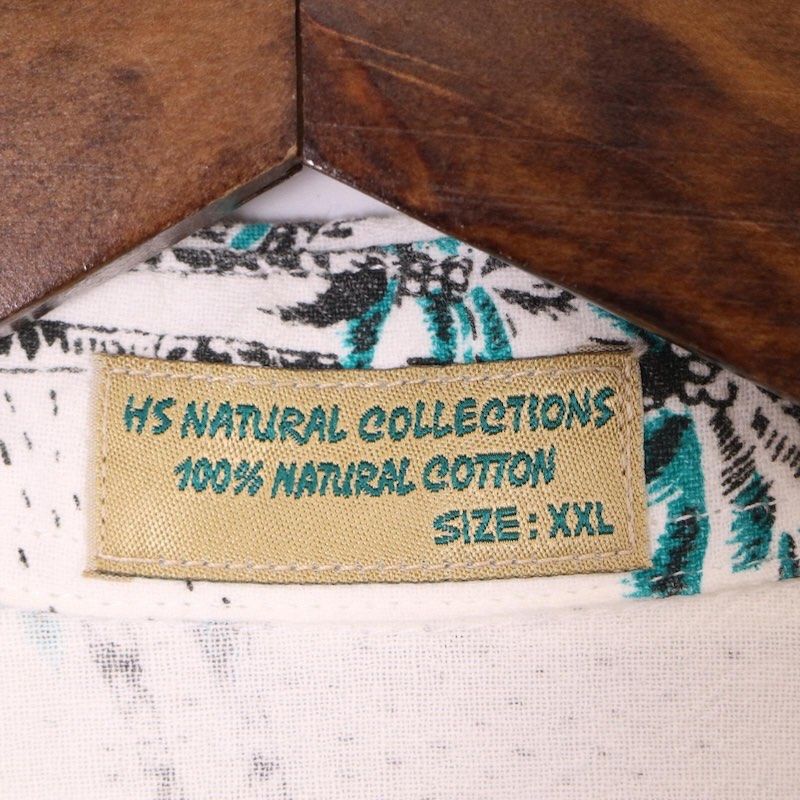 HS NATURAL COLLECTIONS
100% NATURAL COTTON
SIZE: XXL